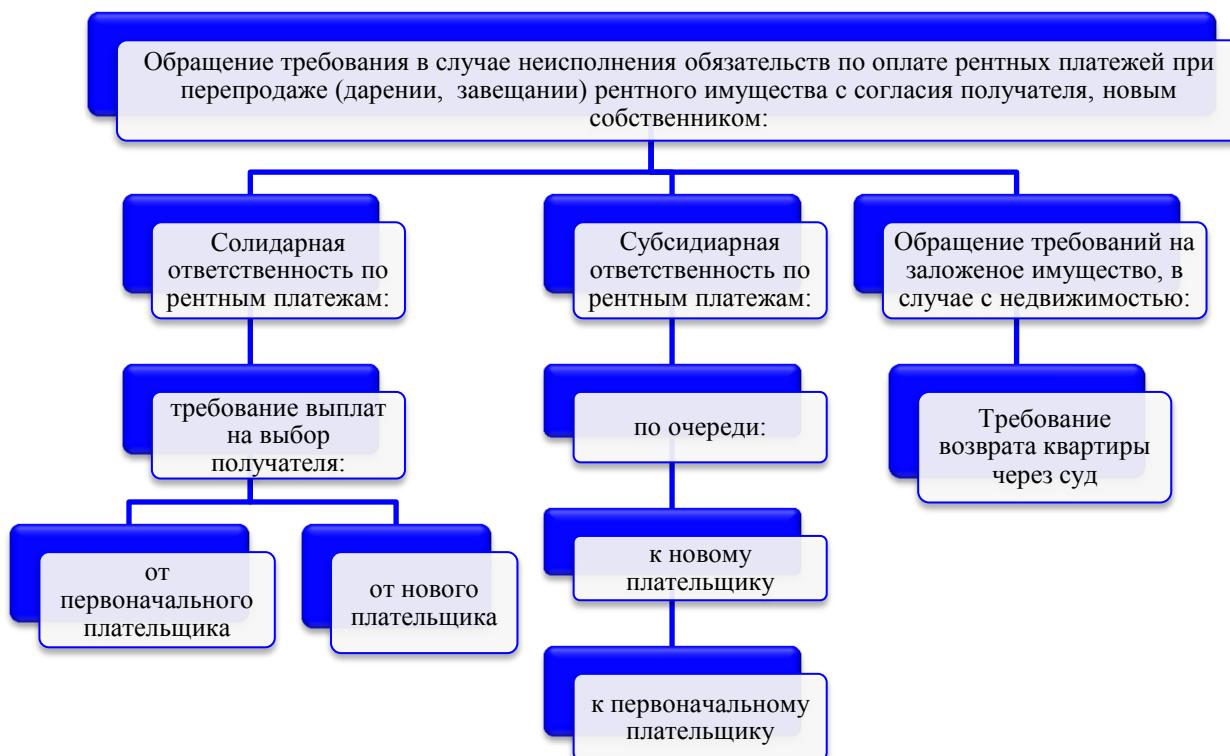 Обращение требования в случае неисполнения обязательств по оплате рентных платежей при
перепродаже (дарении, завещании) рентного имущества с согласия получателя, новым
собственником:
Солидарная
ответственность по
рентным платежам:
Субсидиарная
ответственность по
рентным платежам:
Обращение требований на
заложеное имущество, в
случае с недвижимостью:
требование выплат
на выбор
получателя:
по очереди:
Требование
возврата квартиры
через суд
от
первоначального
плательщика
от нового
плательщика
к новому
плательщику
к первоначальному
плательщику